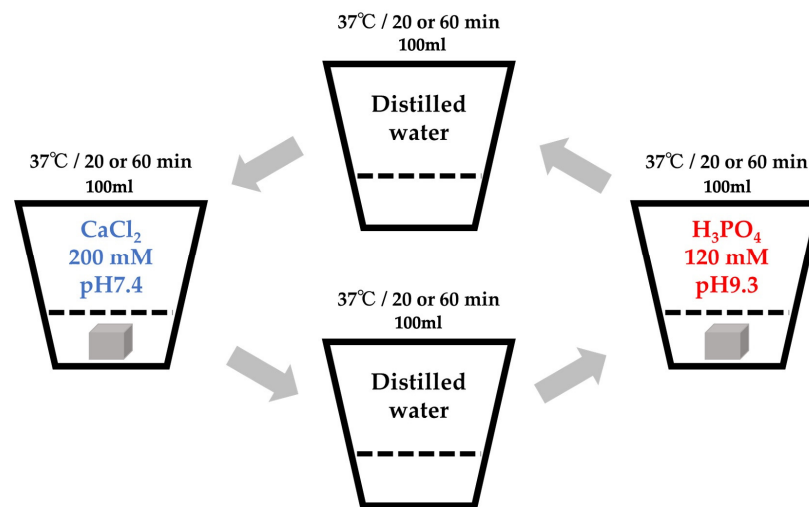 37℃ / 20 or 60 min
100ml
Distilled
water
37℃ / 20 or 60 min
100ml
CaCl₂
200 mM
pH7.4
37℃ / 20 or 60 min
100ml
H₃PO₄
120 mM
pH9.3
37℃ / 20 or 60 min
100ml
Distilled
water